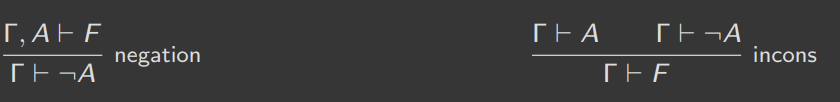 Γ, A ⊢ F
negation
Γ ⊢ ¬A
Γ ⊢ A Γ ⊢ ¬A
incons
Γ ⊢ F